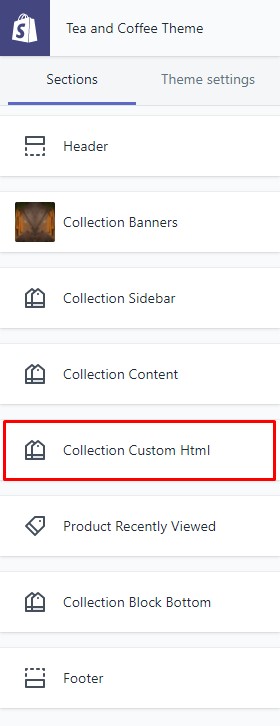 Tea and Coffee Theme
Sections Theme settings
Header
Collection Banners
Collection Sidebar
Collection Content
Collection Custom Html
Product Recently Viewed
Collection Block Bottom
Footer